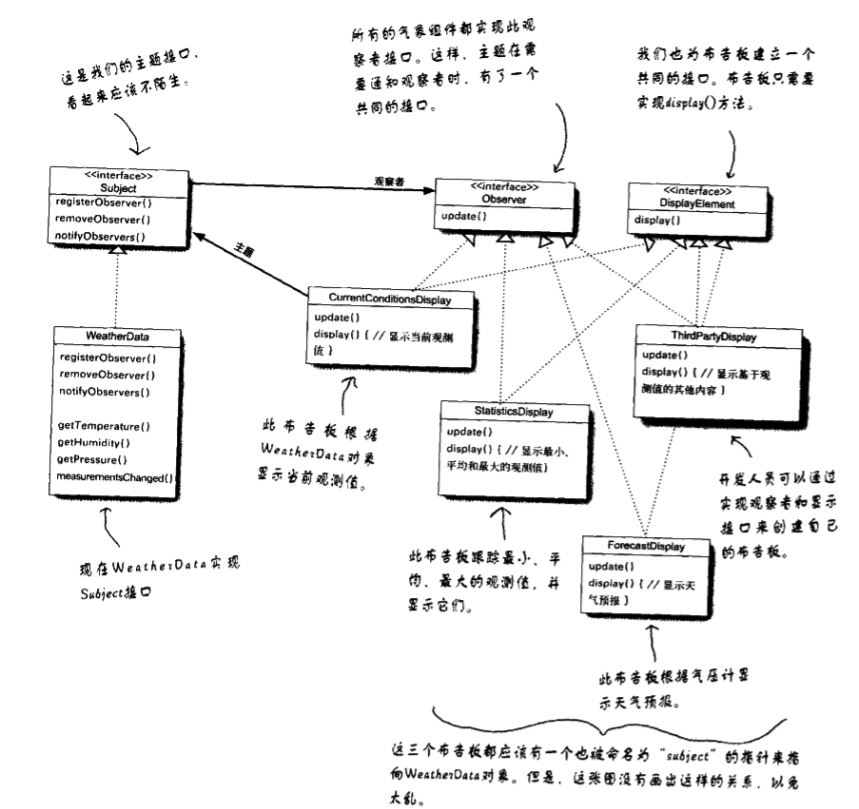 这是我们的主题接口，
看起来应该不陌生。
所有的气象组件都实现此观
察者接口。这样，主题在需
要通知观察者时，有了一个
共同的接口。
我们也为布告板建立一个
共同的接口。布告板只需要
实现display()方法。
<<interface>>
Subject
registerObserver()
removeObserver()
notifyObservers()
观察者
<<interface>>
Observer
update()
<<interface>>
DisplayElement
display()
主题
WeatherData
registerObserver()
removeObserver()
notifyObservers()
getTemperature()
getHumidity()
getPressure()
measurementsChanged()
现在WeatherData实现
Subject接口
CurrentConditionsDisplay
update()
display() { // 显示当前观测
值 }
此布告板根据
WeatherData对象
显示当前观测值。
StatisticsDisplay
update()
display() { // 显示最小、
平均和最大的观测值}
此布告板跟踪最小、平
均、最大的观测值，并
显示它们。
ThirdPartyDisplay
update()
display() { // 显示基于观
测值的其他内容 }
开发人员可以通过
实现观察者和显示
接口来创建自己
的布告板。
ForecastDisplay
update()
display() { // 显示天
气预报 }
此布告板根据气压计显
示天气预报。
这三个布告板都应该有一个也被命名为“subject”的指针来指
向WeatherData对象。但是，这张图没有画出这样的关系，以免
太乱。